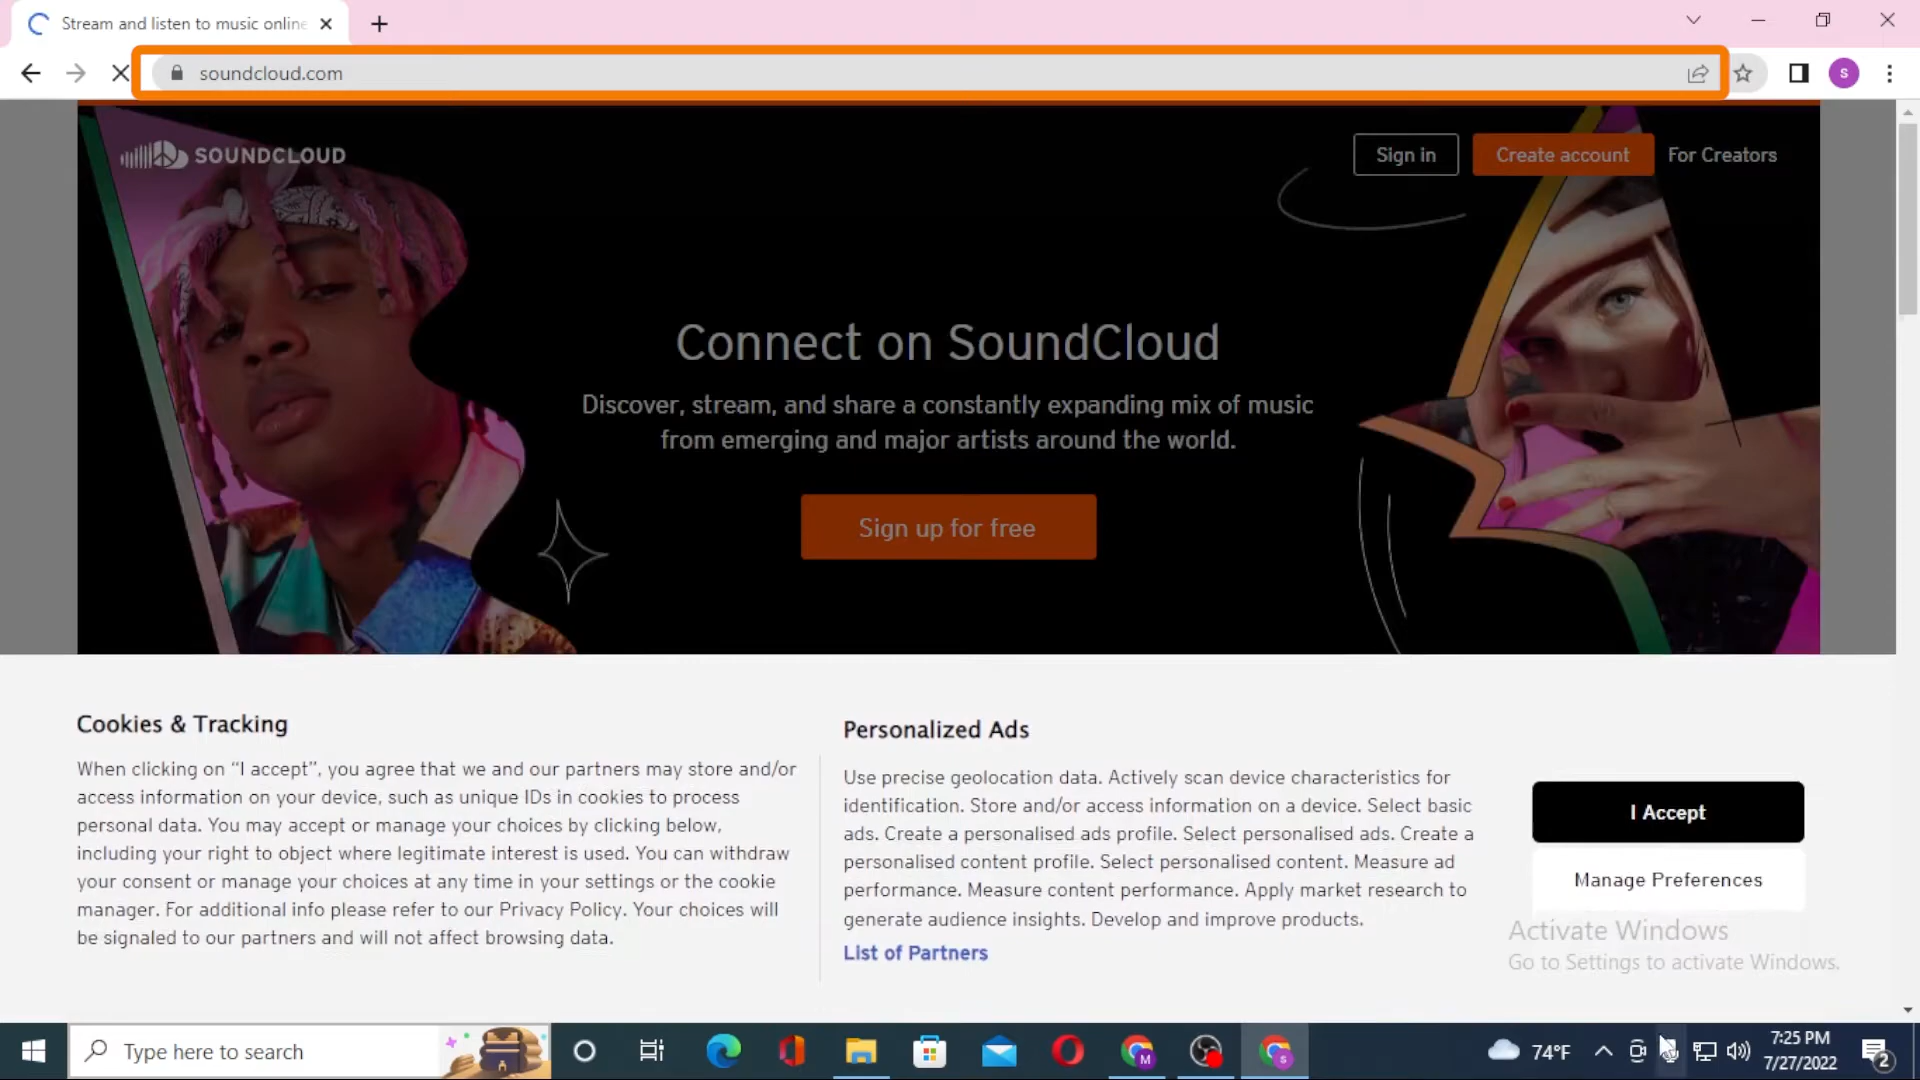 Stream and listen to music online
soundcloud.com
S
SOUNDCLOUD
Sign in
Create account
For Creators
Connect on SoundCloud
Discover, stream, and share a constantly expanding mix of music
from emerging and major artists around the world.
Sign up for free
Cookies & Tracking
When clicking on “I accept”, you agree that we and our partners may store and/or
access information on your device, such as unique IDs in cookies to process
personal data. You may accept or manage your choices by clicking below,
including your right to object where legitimate interest is used. You can withdraw
your consent or manage your choices at any time in your settings or the cookie
manager. For additional info please refer to our Privacy Policy. Your choices will
be signaled to our partners and will not affect browsing data.
Personalized Ads
Use precise geolocation data. Actively scan device characteristics for
identification. Store and/or access information on a device. Select basic
ads. Create a personalised ads profile. Select personalised ads. Create a
personalised content profile. Select personalised content. Measure ad
performance. Measure content performance. Apply market research to
generate audience insights. Develop and improve products.
List of Partners
I Accept
Manage Preferences
Activate Windows
Go to Settings to activate Windows.
Type here to search
M
S
74°F
7:25 PM
7/27/2022
2